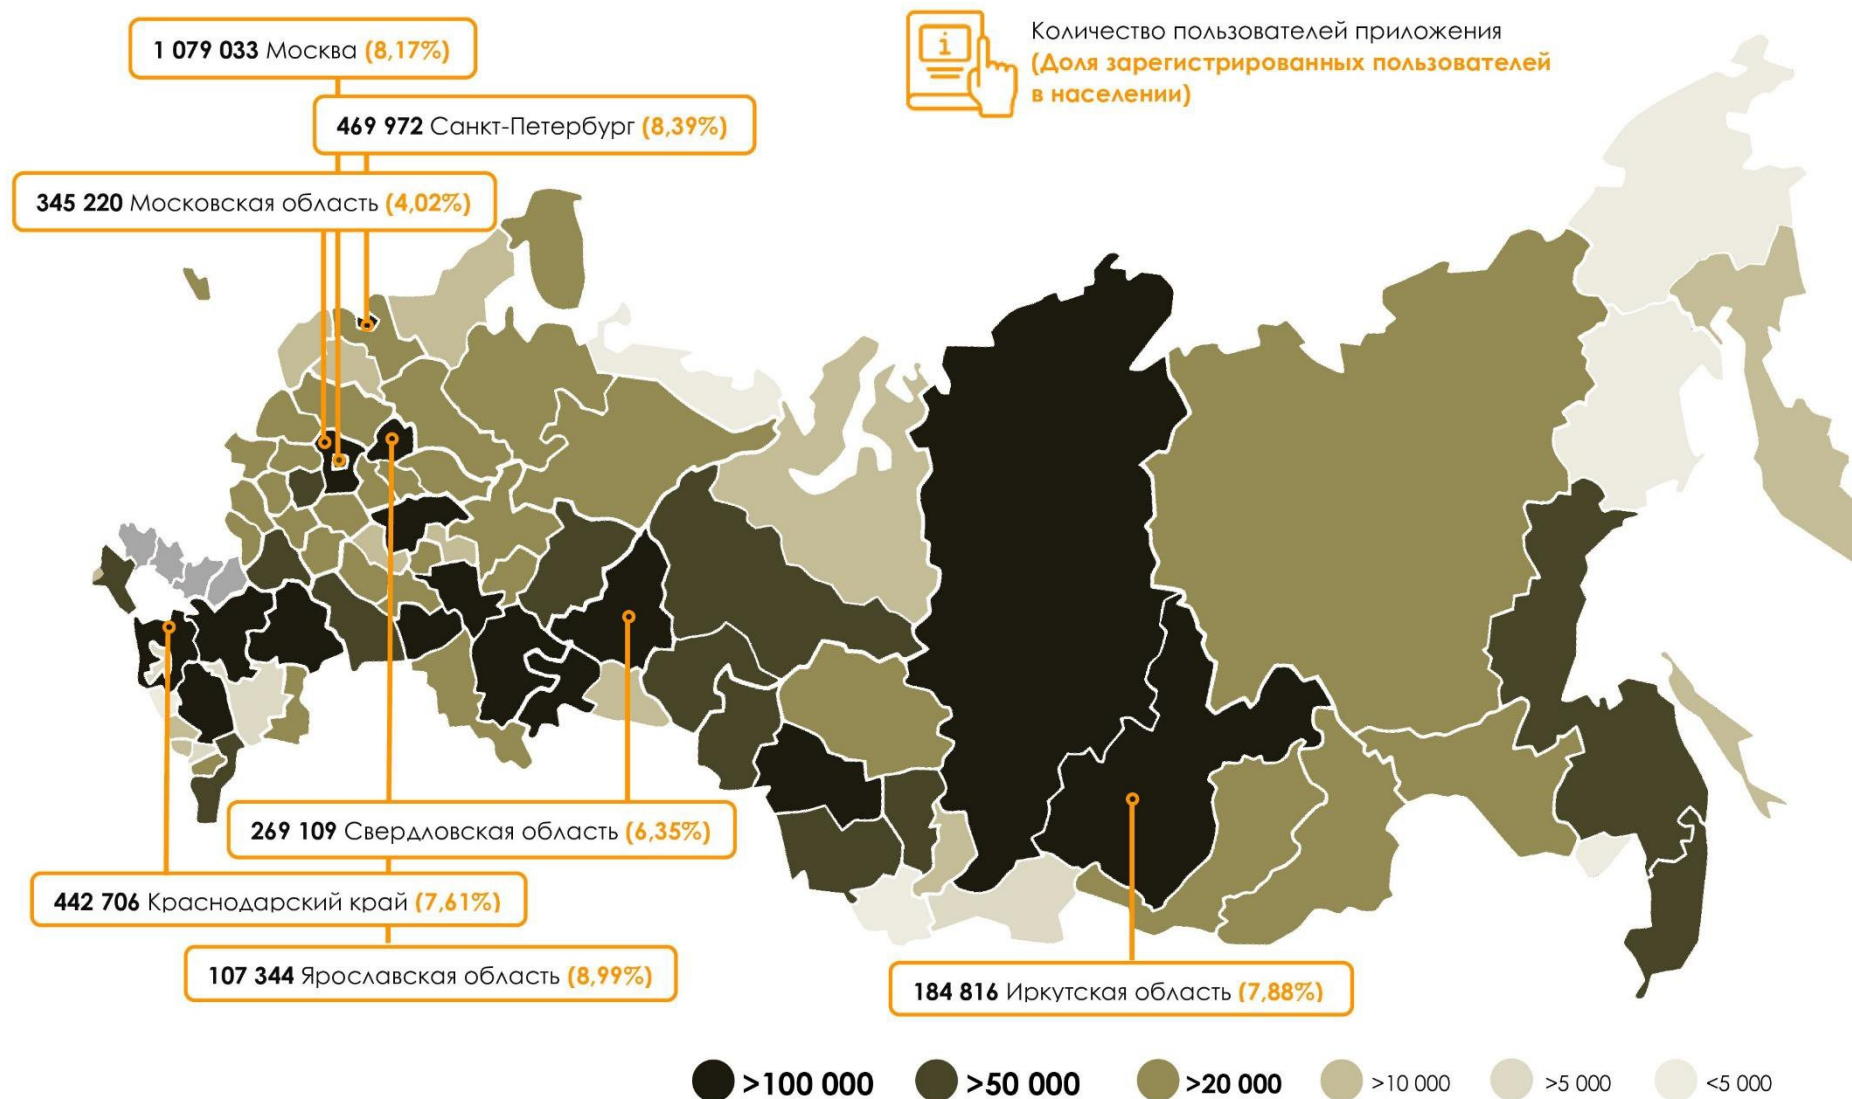 1 079 033 Москва (8,17%)
Количество пользователей приложения
(Доля зарегистрированных пользователей
в населении)
i
469 972 Санкт-Петербург (8,39%)
345 220 Московская область (4,02%)
269 109 Свердловская область (6,35%)
442 706 Краснодарский край (7,61%)
107 344 Ярославская область (8,99%)
184 816 Иркутская область (7,88%)
>100 000 >50 000 >20 000 >10 000 >5 000 <5 000